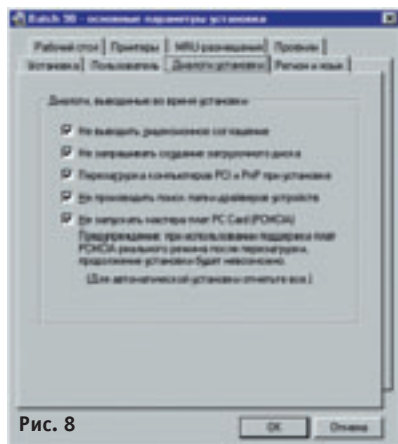 Batch 98 - основные параметры установки
Рабочий стол Принтеры MRU размещения Профили
Установка Пользователь Диалоги установки Регион и язык
Диалоги, выводимые во время установки
Не выводить лицензионное соглашение
Не запрашивать создание загрузочного диска
Перезагрузка компьютеров PCI и PnP при установке
Не производить поиск папки драйверов устройств
Не запускать мастера плат PC Card (PCMCIA)
Предупреждение: при использовании поддержки плат
PCMCIA реального режима после перезагрузки,
продолжение установки будет невозможно.
(Для автоматической установки отметьте все.)
Рис. 8
OK Отмена